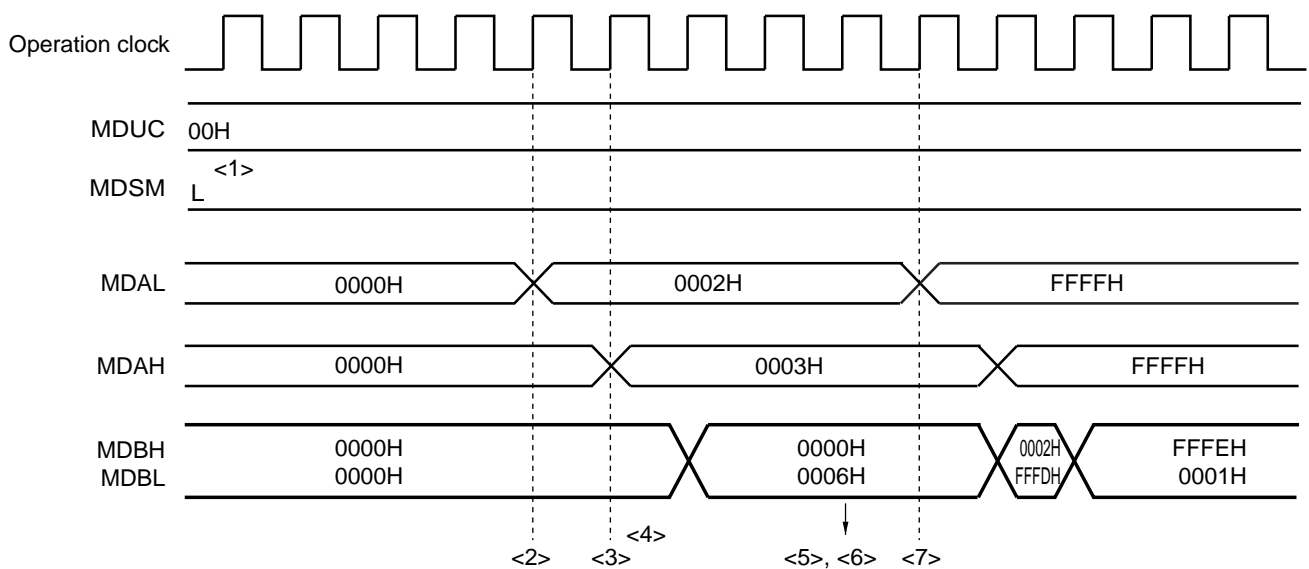 Operation clock
MDUC 00H
<1>
MDSM L
MDAL 0000H 0002H FFFFH
MDAH 0000H 0003H FFFFH
MDBH 0000H 0000H 0002H FFFEH
MDBL 0000H 0006H FFFDH 0001H
<4>
<2> <3> <5>, <6> <7>